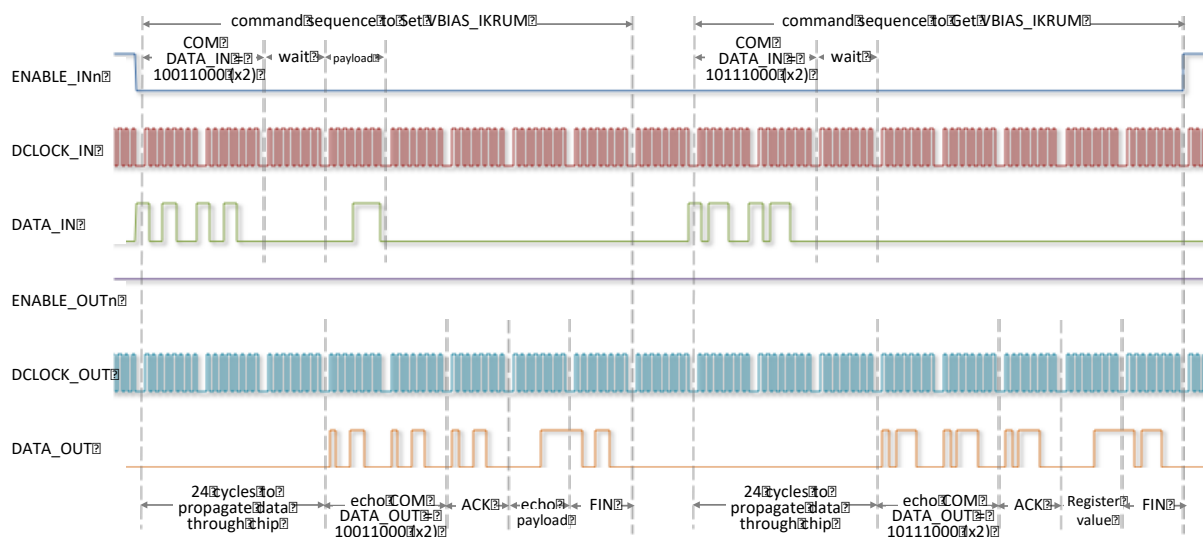 command⍰sequence⍰to⍰Set⍰VBIAS_IKRUM⍰
command⍰sequence⍰to⍰Get⍰VBIAS_IKRUM⍰
COM⍰
DATA_IN⍰=⍰
10011000⍰(x2)⍰
wait⍰
payload⍰
COM⍰
DATA_IN⍰=⍰
10111000⍰(x2)⍰
wait⍰
ENABLE_INn⍰
DCLOCK_IN⍰
DATA_IN⍰
ENABLE_OUTn⍰
DCLOCK_OUT⍰
DATA_OUT⍰
24⍰cycles⍰to⍰
propagate⍰data⍰
through⍰chip⍰
echo⍰COM⍰
DATA_OUT⍰=⍰
10011000⍰(x2)⍰
ACK⍰
echo⍰
payload⍰
FIN⍰
24⍰cycles⍰to⍰
propagate⍰data⍰
through⍰chip⍰
echo⍰COM⍰
DATA_OUT⍰=⍰
10111000⍰(x2)⍰
ACK⍰
Register⍰
value⍰
FIN⍰